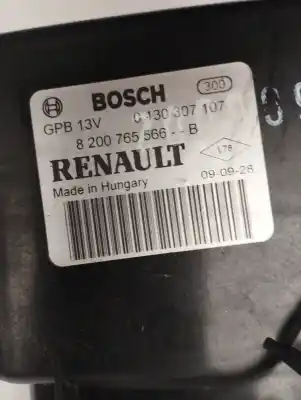 BOSCH
300
GPB 13V 0 130 307 107
8 200 765 566 - - B
RENAULT
L78
Made in Hungary 09-09-28